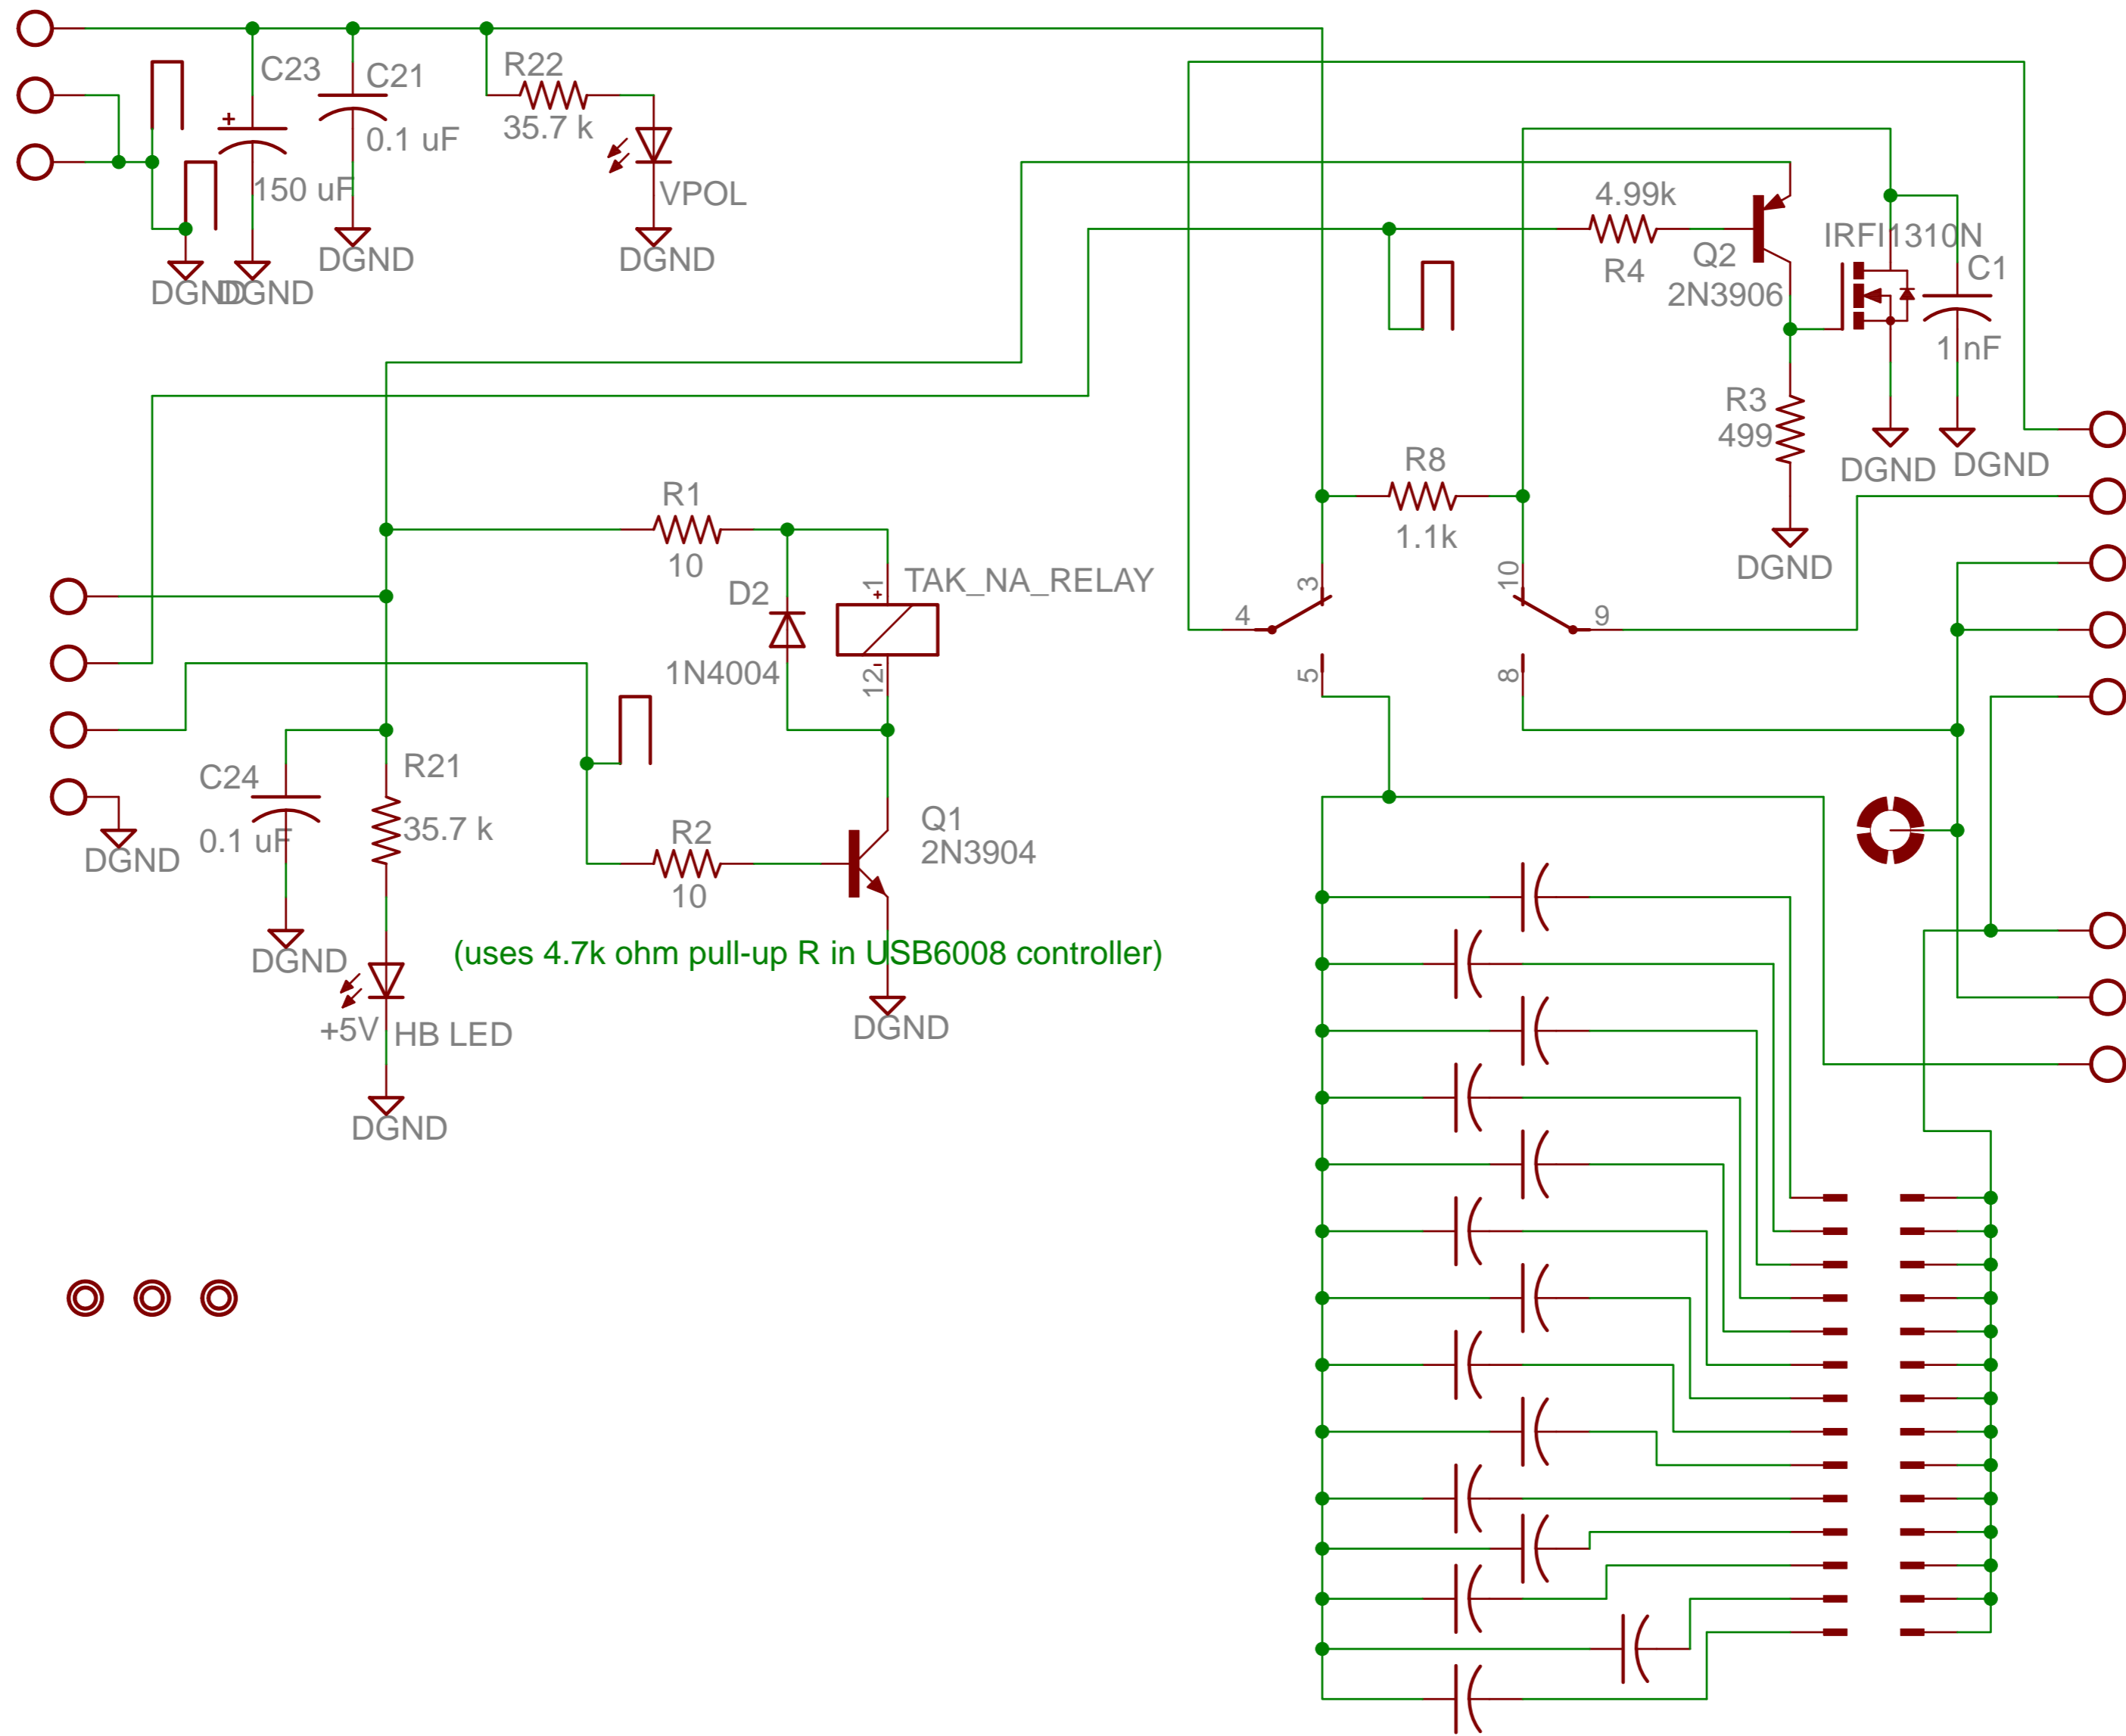 C23
C21
R22
0.1 uF
35.7 k
150 uF
VPOL
DGND
DGND
DGND
DGND
4.99k
R4
Q2
2N3906
IRFI1310N
C1
1 nF
R3
499
DGND
DGND
DGND
R8
1.1k
R1
10
D2
1N4004
TAK_NA_RELAY
1
+
12
-
3
4
5
10
9
8
C24
0.1 uF
R21
35.7 k
DGND
R2
10
Q1
2N3904
(uses 4.7k ohm pull-up R in USB6008 controller)
DGND
+5V
HB LED
DGND
DGND
+